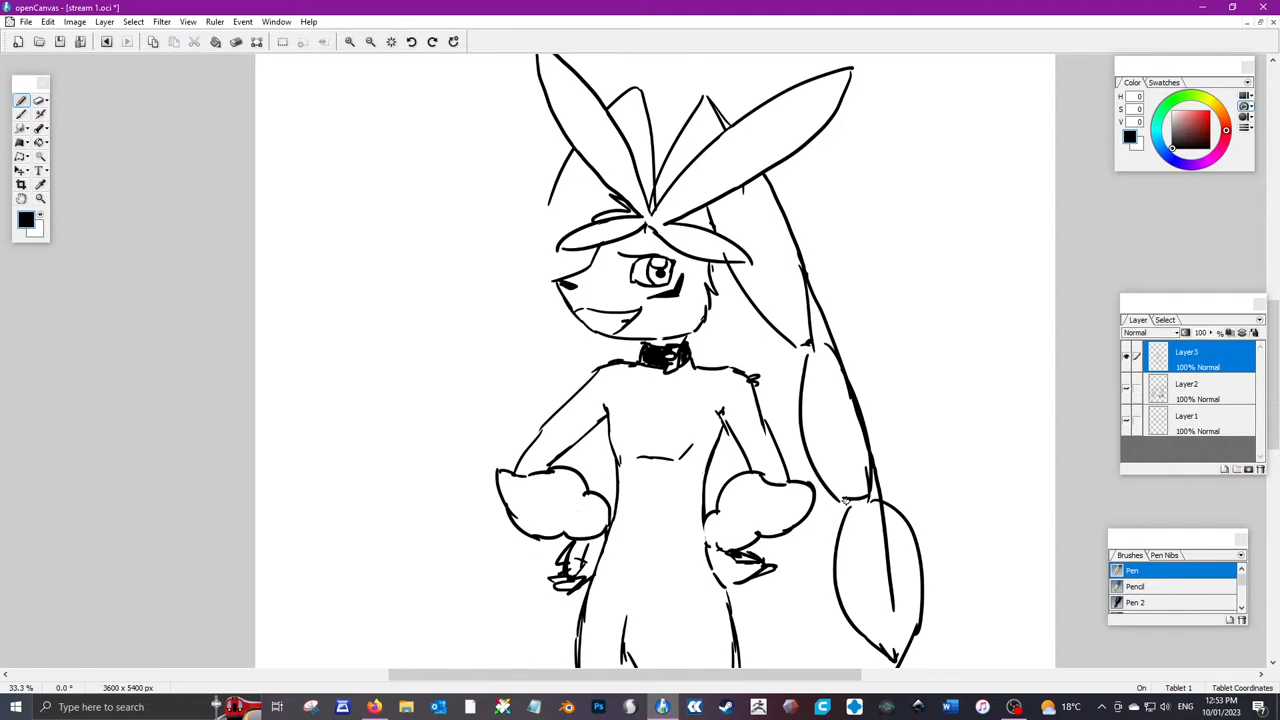 openCanvas - [stream 1.oci *]
File Edit Image Layer Select Filter View Ruler Event Window Help
Color Swatches
H 0
S 0
V 0
Layer Select
Normal 100 %
Layer3
100% Normal
Layer2
100% Normal
Layer1
100% Normal
Brushes Pen Nibs
Pen
Pencil
Pen 2
33.3 % 0.0 ° 3600 x 5400 px On Tablet 1 Tablet Coordinates
Type here to search
18°C ENG 12:53 PM
10/01/2023